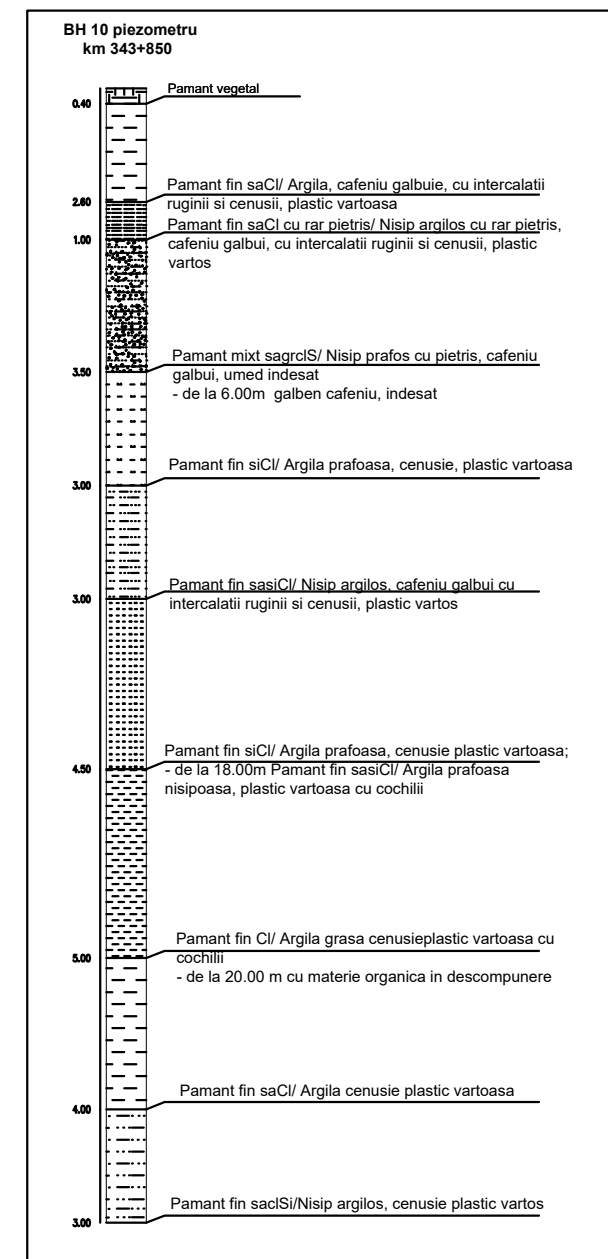 BH 10 piezometru
km 343+850
Pamant vegetal
0.40
Pamant fin saCl/ Argila, cafeniu galbuie, cu intercalatii
ruginii si cenusii, plastic vartoasa
2.60
Pamant fin saCl cu rar pietris/ Nisip argilos cu rar pietris,
cafeniu galbui, cu intercalatii ruginii si cenusii, plastic
vartos
1.00
Pamant mixt sagrclS/ Nisip prafos cu pietris, cafeniu
galbui, umed indesat
- de la 6.00m galben cafeniu, indesat
3.50
Pamant fin siCl/ Argila prafoasa, cenusie, plastic vartoasa
3.00
Pamant fin sasiCl/ Nisip argilos, cafeniu galbui cu
intercalatii ruginii si cenusii, plastic vartos
3.00
Pamant fin siCl/ Argila prafoasa, cenusie plastic vartoasa;
- de la 18.00m Pamant fin sasiCl/ Argila prafoasa
nisipoasa, plastic vartoasa cu cochilii
4.50
Pamant fin Cl/ Argila grasa cenusieplastic vartoasa cu
cochilii
- de la 20.00 m cu materie organica in descompunere
5.00
Pamant fin saCl/ Argila cenusie plastic vartoasa
4.00
Pamant fin saclSi/Nisip argilos, cenusie plastic vartos
3.00